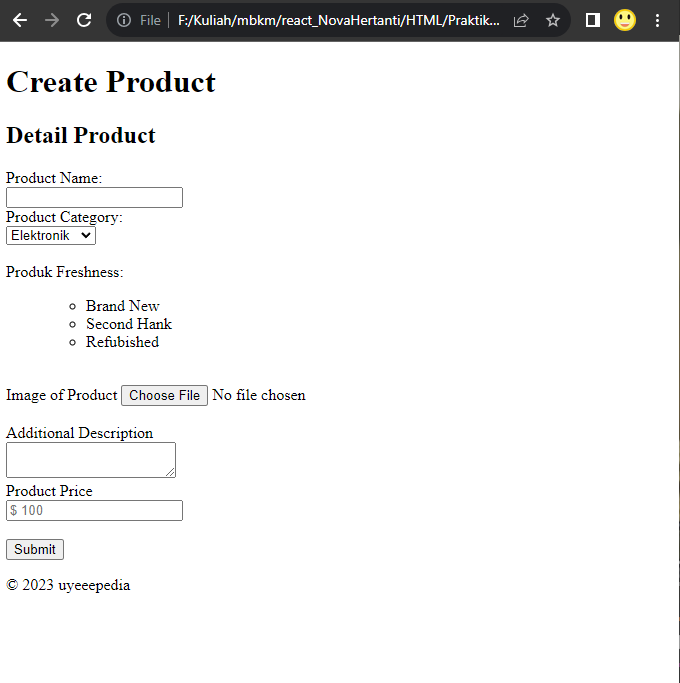 File F:/Kuliah/mbkm/react_NovaHertanti/HTML/Praktik...
Create Product
Detail Product
Product Name:
Product Category:
Elektronik
Produk Freshness:
Brand New
Second Hank
Refubished
Image of Product Choose File No file chosen
Additional Description
Product Price
$ 100
Submit
© 2023 uyeeepedia